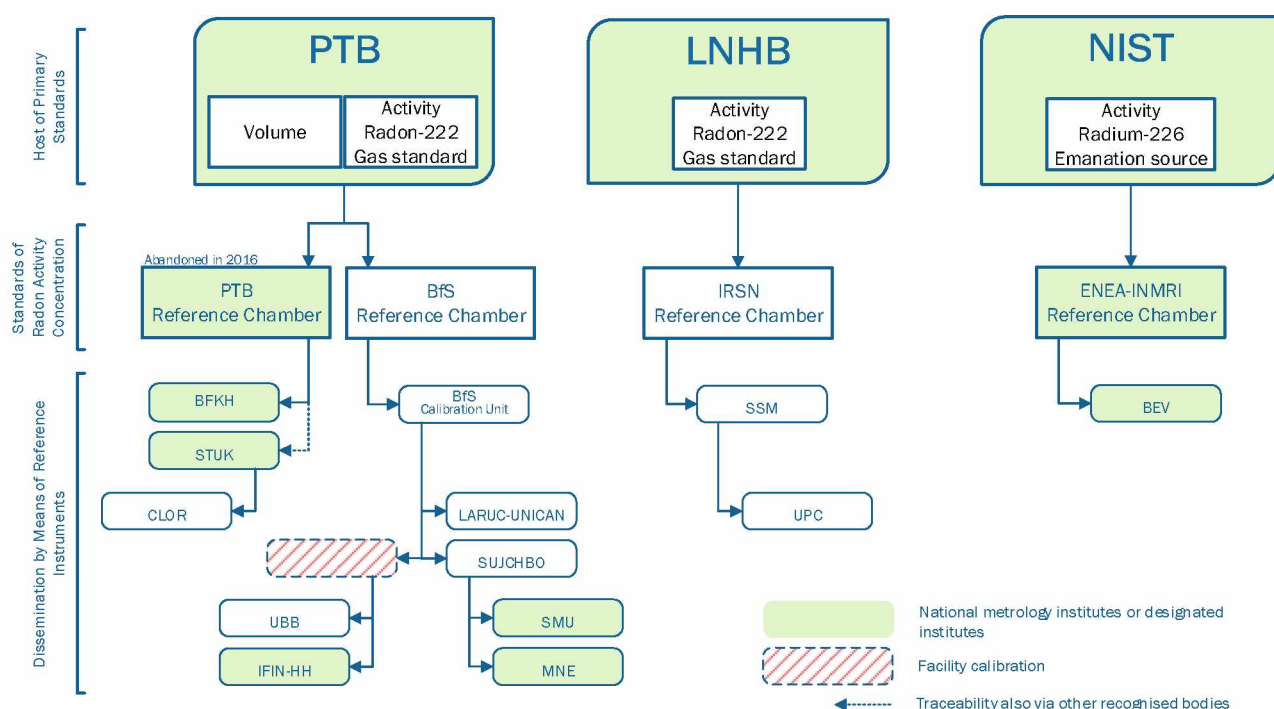 Host of Primary
Standards
PTB
Volume
Activity
Radon-222
Gas standard
LNHB
Activity
Radon-222
Gas standard
NIST
Activity
Radium-226
Emanation source
Standards of
Radon Activity
Concentration
Abandoned in 2016
PTB
Reference Chamber
BfS
Reference Chamber
IRSN
Reference Chamber
ENEA-INMRI
Reference Chamber
Dissemination by Means of Reference
Instruments
BFKH
STUK
CLOR
BfS
Calibration Unit
LARUC-UNICAN
SUJCHBO
UBB
IFIN-HH
SMU
MNE
SSM
UPC
BEV
National metrology institutes or designated
institutes
Facility calibration
Traceability also via other recognised bodies